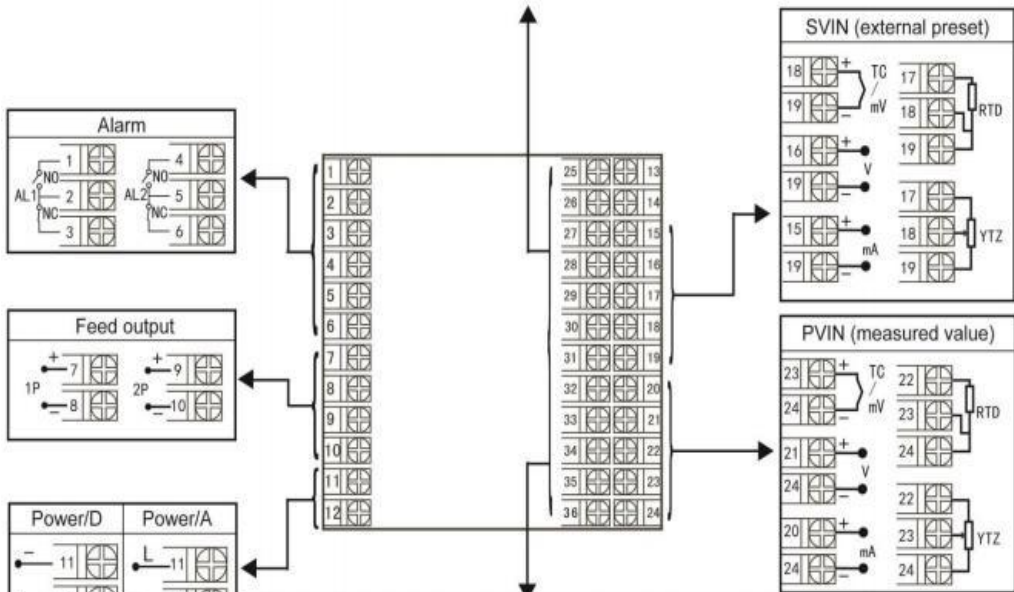 SVIN (external preset)
18 + TC 17
/
19 − mV 18 RTD
16 + 19
V
19 − 17
15 + 18 YTZ
mA
19 − 19
Alarm
1 4
NO NO
AL1 2 AL2 5
NC NC
3 6
1 25 13
2 26 14
3 27 15
4 28 16
5 29 17
6 30 18
7 31 19
8 32 20
9 33 21
10 34 22
11 35 23
12 36 24
Feed output
+ 7 + 9
1P 2P
− 8 − 10
PVIN (measured value)
23 + TC 22
/
24 − mV 23 RTD
21 + 24
V
24 − 22
20 + 23 YTZ
mA
24 − 24
Power/D Power/A
− 11 L 11